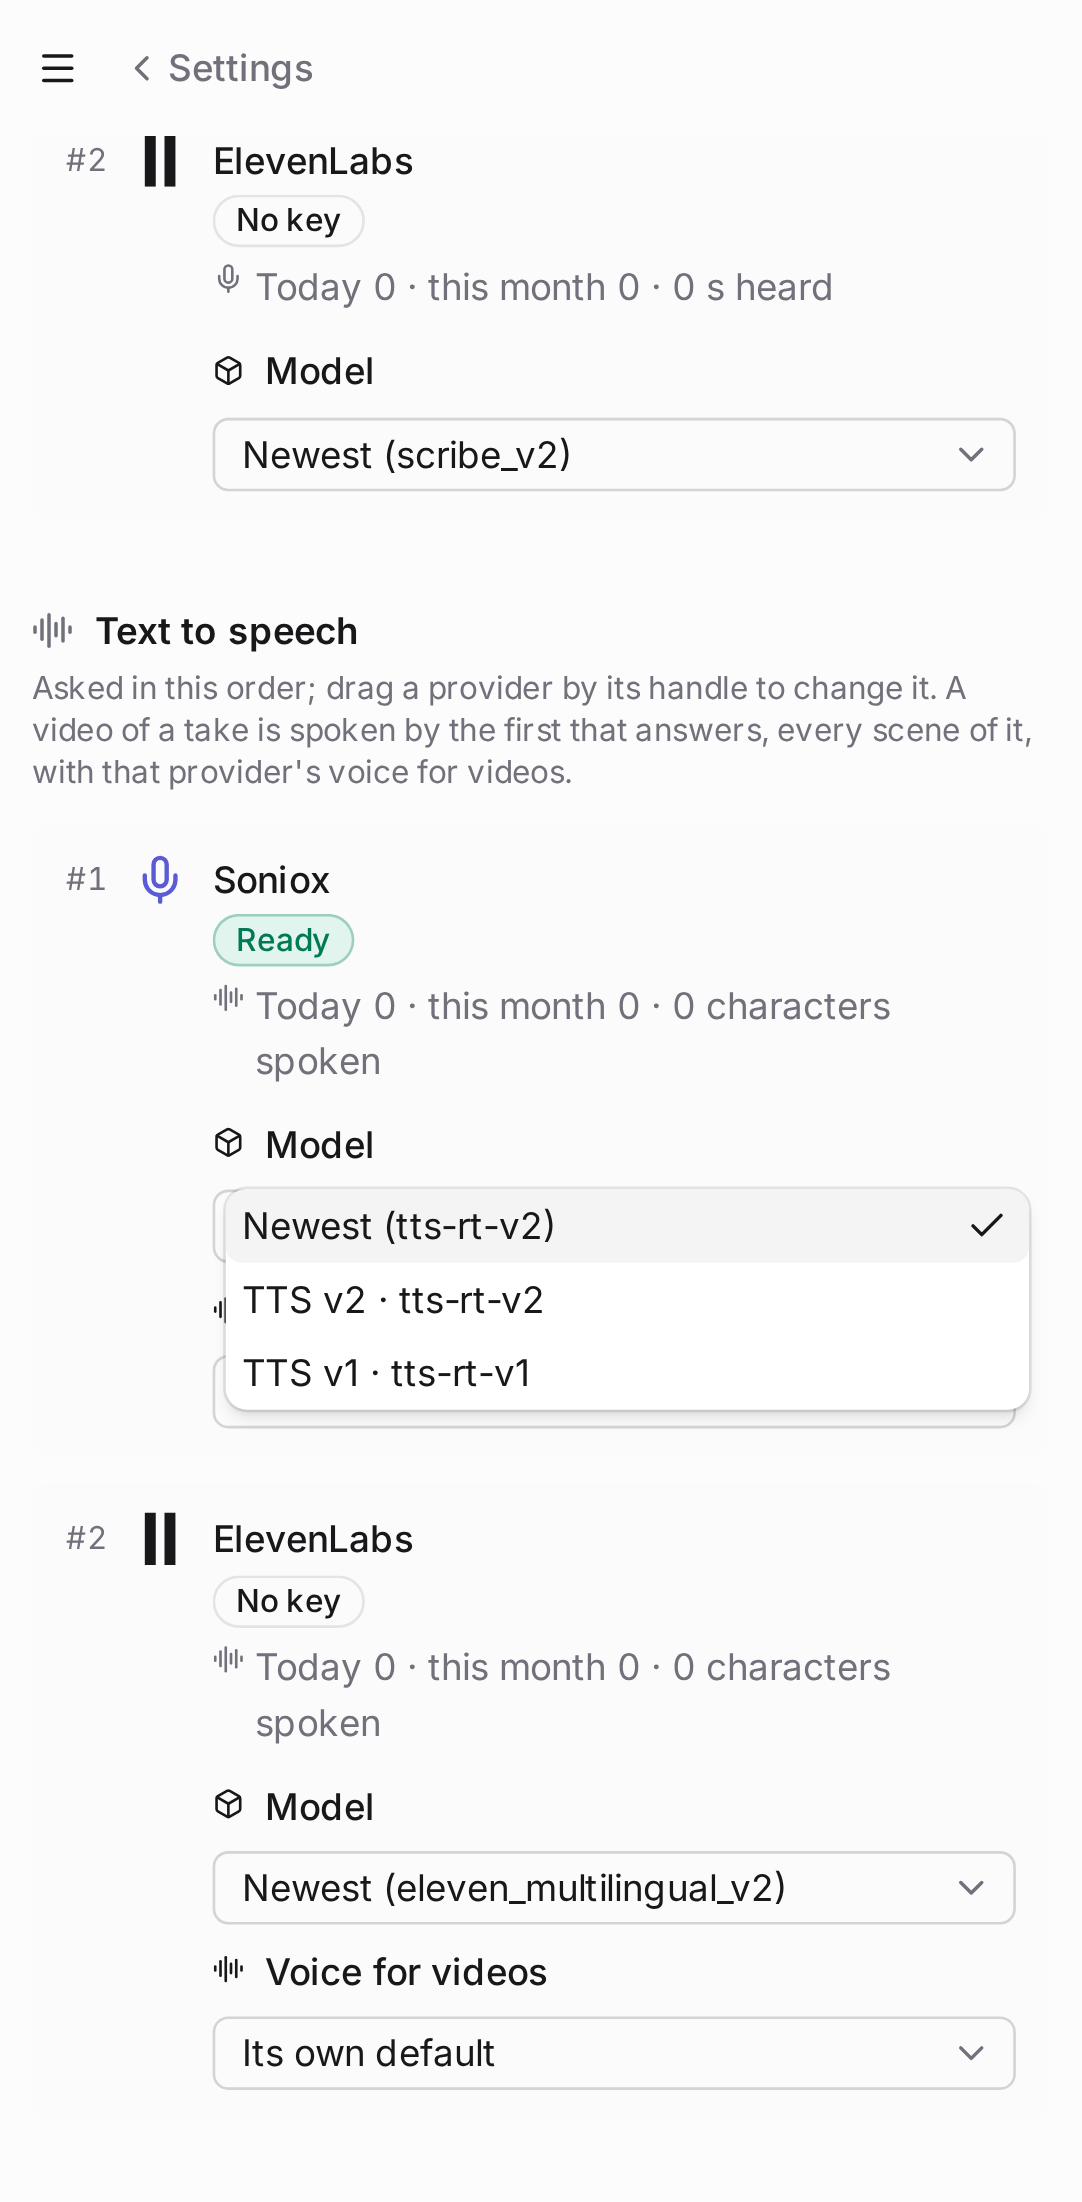 Settings
#2 ElevenLabs
No key
Today 0 · this month 0 · 0 s heard
Model
Newest (scribe_v2)
Text to speech
Asked in this order; drag a provider by its handle to change it. A
video of a take is spoken by the first that answers, every scene of it,
with that provider's voice for videos.
#1 Soniox
Ready
Today 0 · this month 0 · 0 characters
spoken
Model
Newest (tts-rt-v2)
TTS v2 · tts-rt-v2
TTS v1 · tts-rt-v1
#2 ElevenLabs
No key
Today 0 · this month 0 · 0 characters
spoken
Model
Newest (eleven_multilingual_v2)
Voice for videos
Its own default